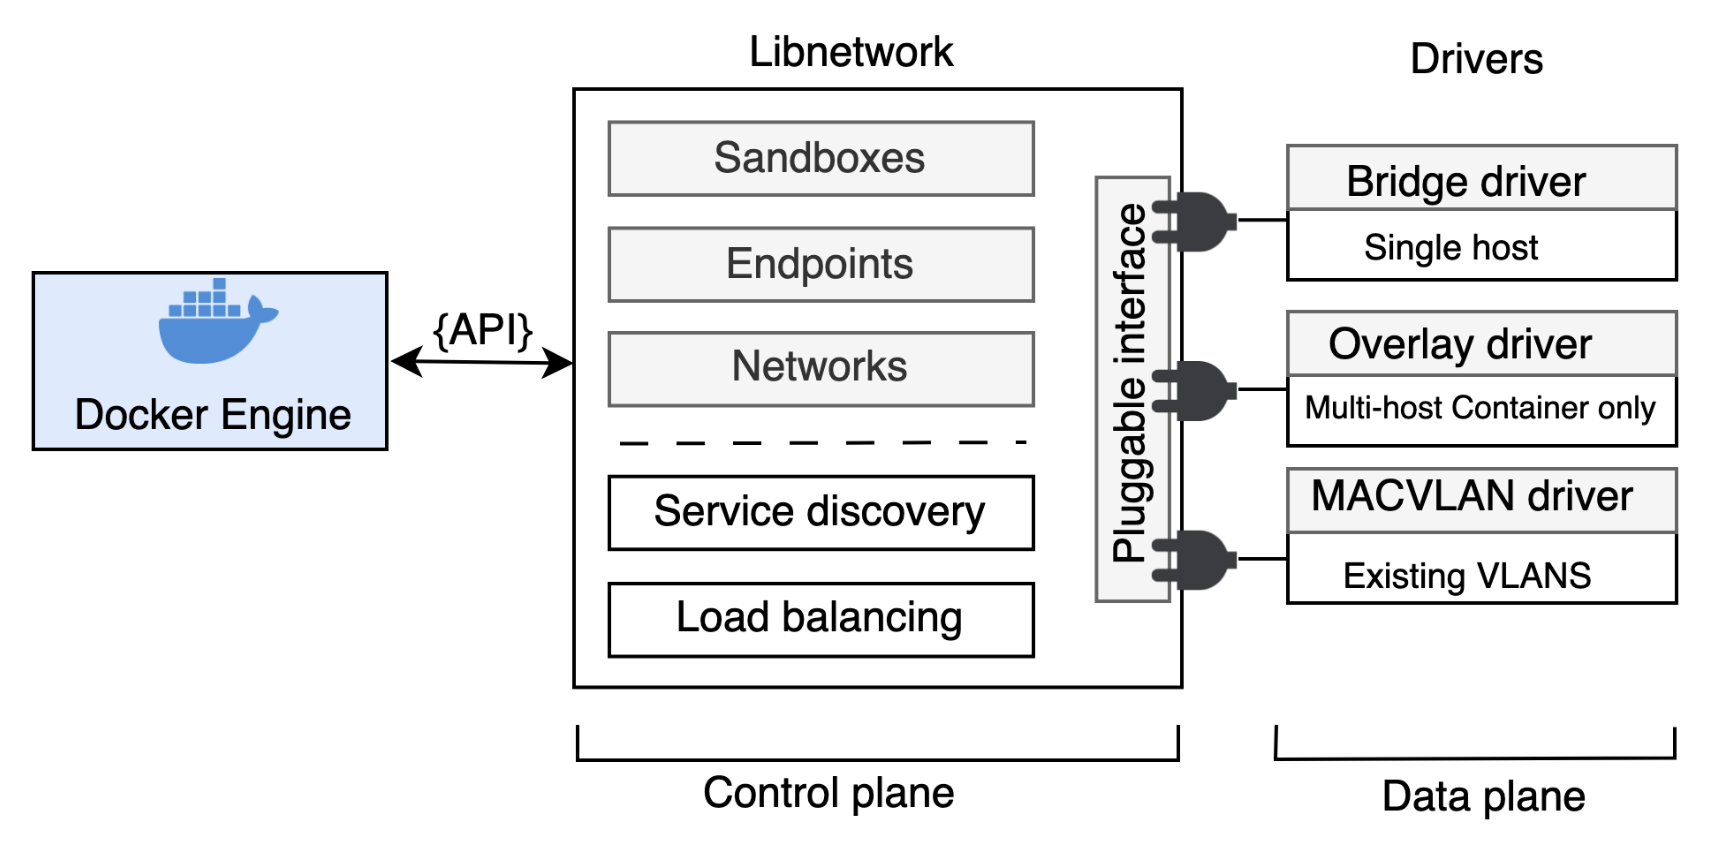 Libnetwork
Drivers
Sandboxes
Endpoints
Networks
Service discovery
Load balancing
Pluggable interface
{API}
Docker Engine
Bridge driver
Single host
Overlay driver
Multi-host Container only
MACVLAN driver
Existing VLANS
Control plane
Data plane